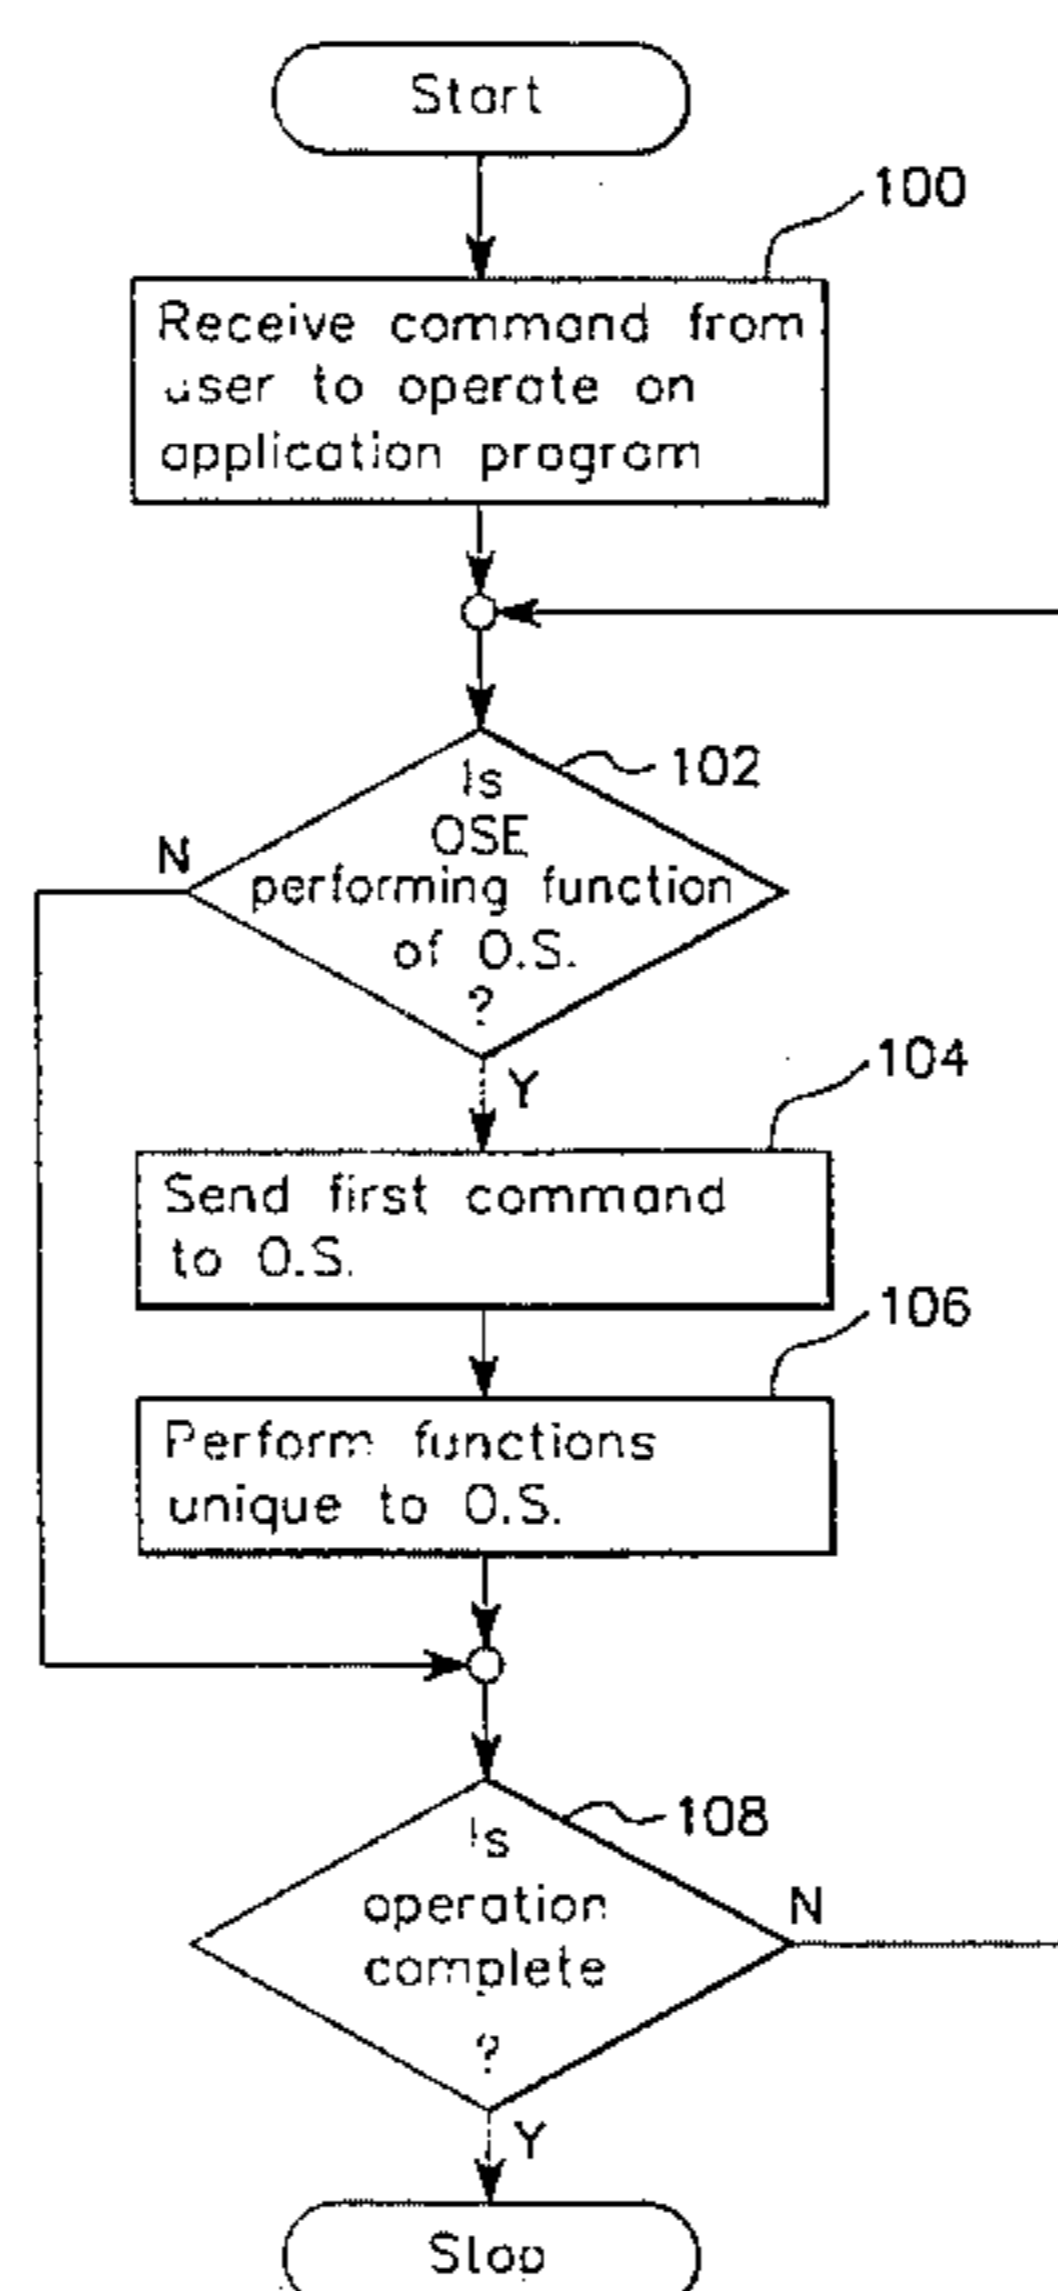 Start
100
Receive command from
user to operate on
application program
102
Is
OSE
performing function
of O.S.
?
N
Y
104
Send first command
to O.S.
106
Perform functions
unique to O.S.
108
Is
operation
complete
?
N
Y
Stop